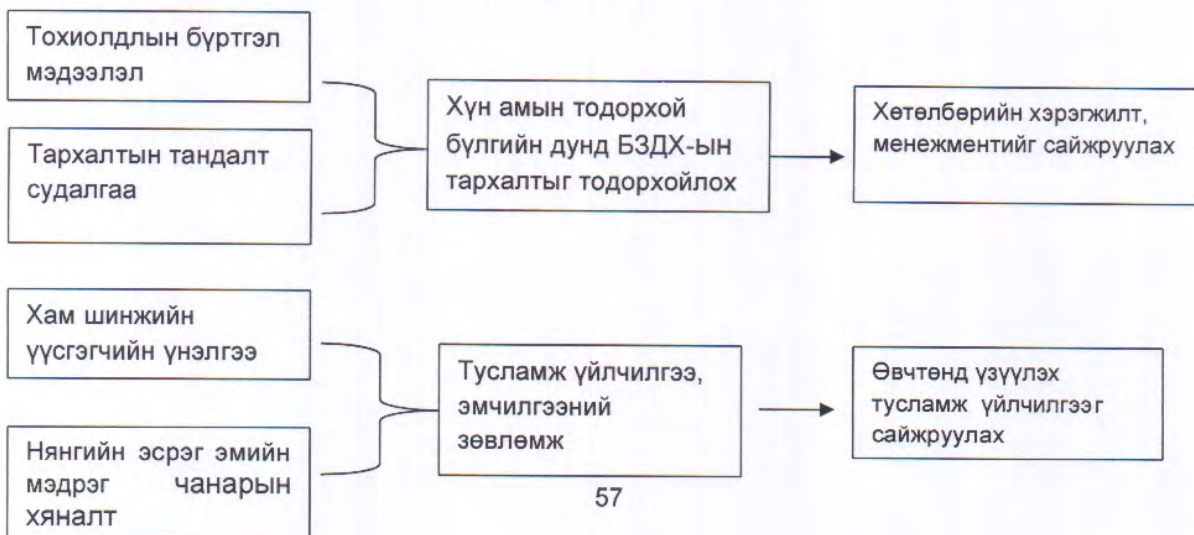 Тохиолдлын бүртгэл
мэдээлэл
Тархалтын тандалт
судалгаа
Хүн амын тодорхой
бүлгийн дунд БЗДХ-ын
тархалтыг тодорхойлох
Хөтөлбөрийн хэрэгжилт,
менежментийг сайжруулах
Хам шинжийн
үүсгэгчийн үнэлгээ
Нянгийн эсрэг эмийн
мэдрэг чанарын
хяналт
Тусламж үйлчилгээ,
эмчилгээний
зөвлөмж
Өвчтөнд үзүүлэх
тусламж үйлчилгээг
сайжруулах
57